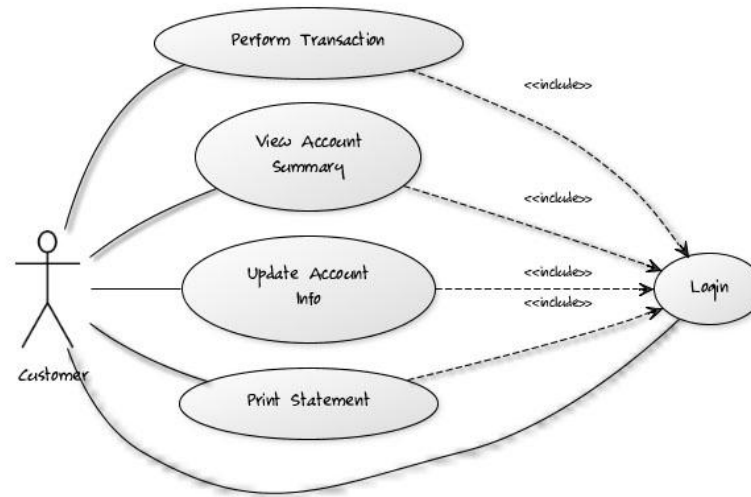 Perform Transaction
<<include>>
View Account
Summary
<<include>>
Update Account
Info
<<include>>
<<include>>
Login
Customer
Print Statement